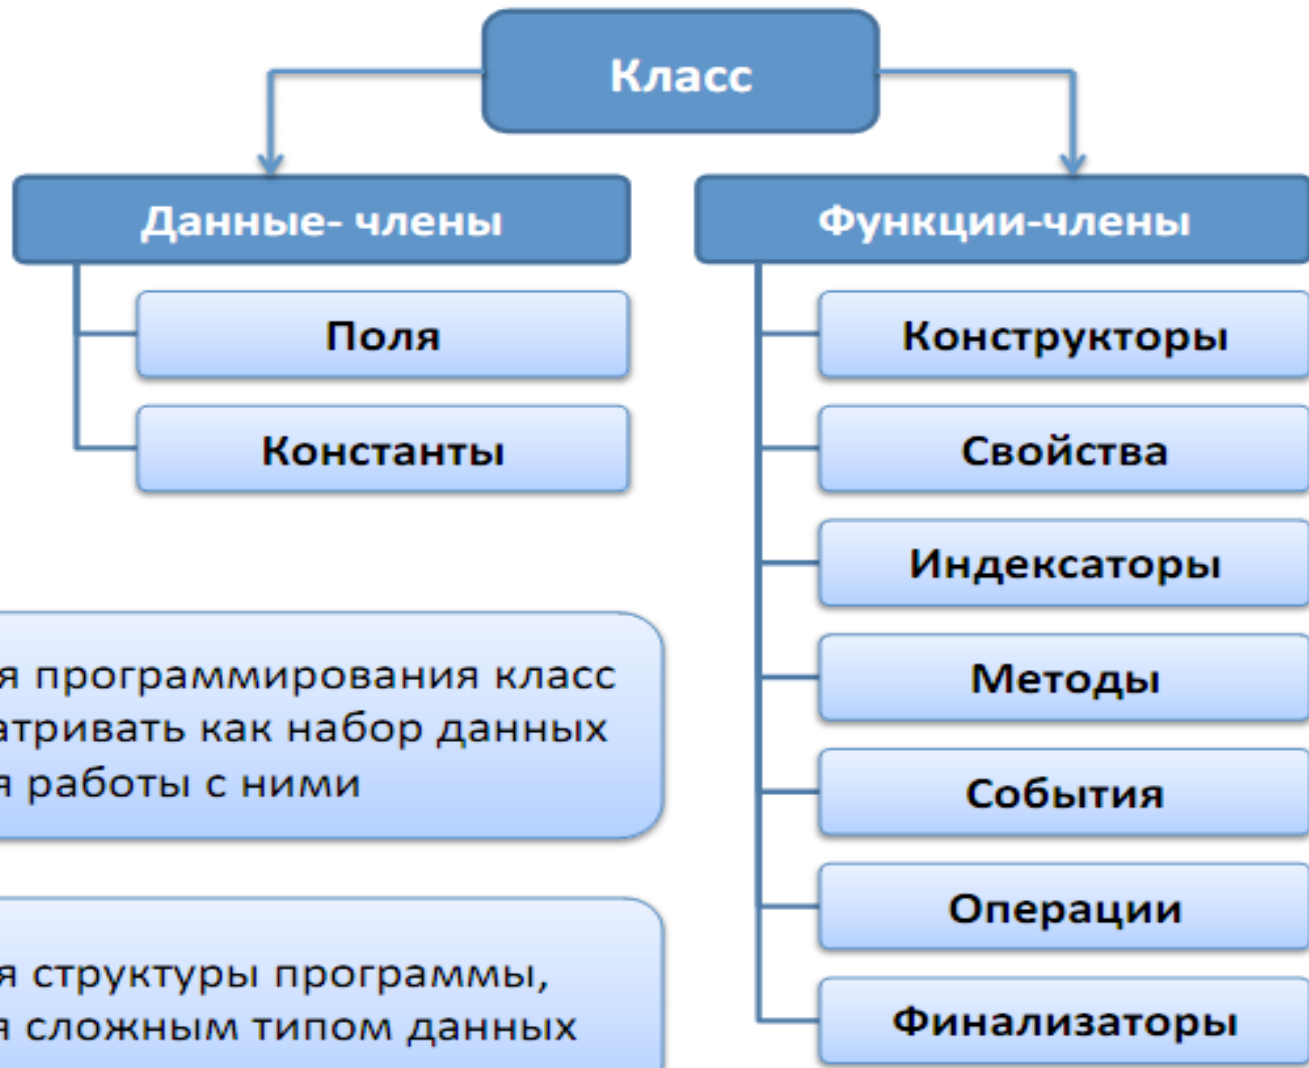 Класс
Данные- члены
Поля
Константы
Функции-члены
Конструкторы
Свойства
Индексаторы
Методы
События
Операции
Финализаторы
программирования класс
как набор данных
работы с ними
структуры программы,
сложным типом данных